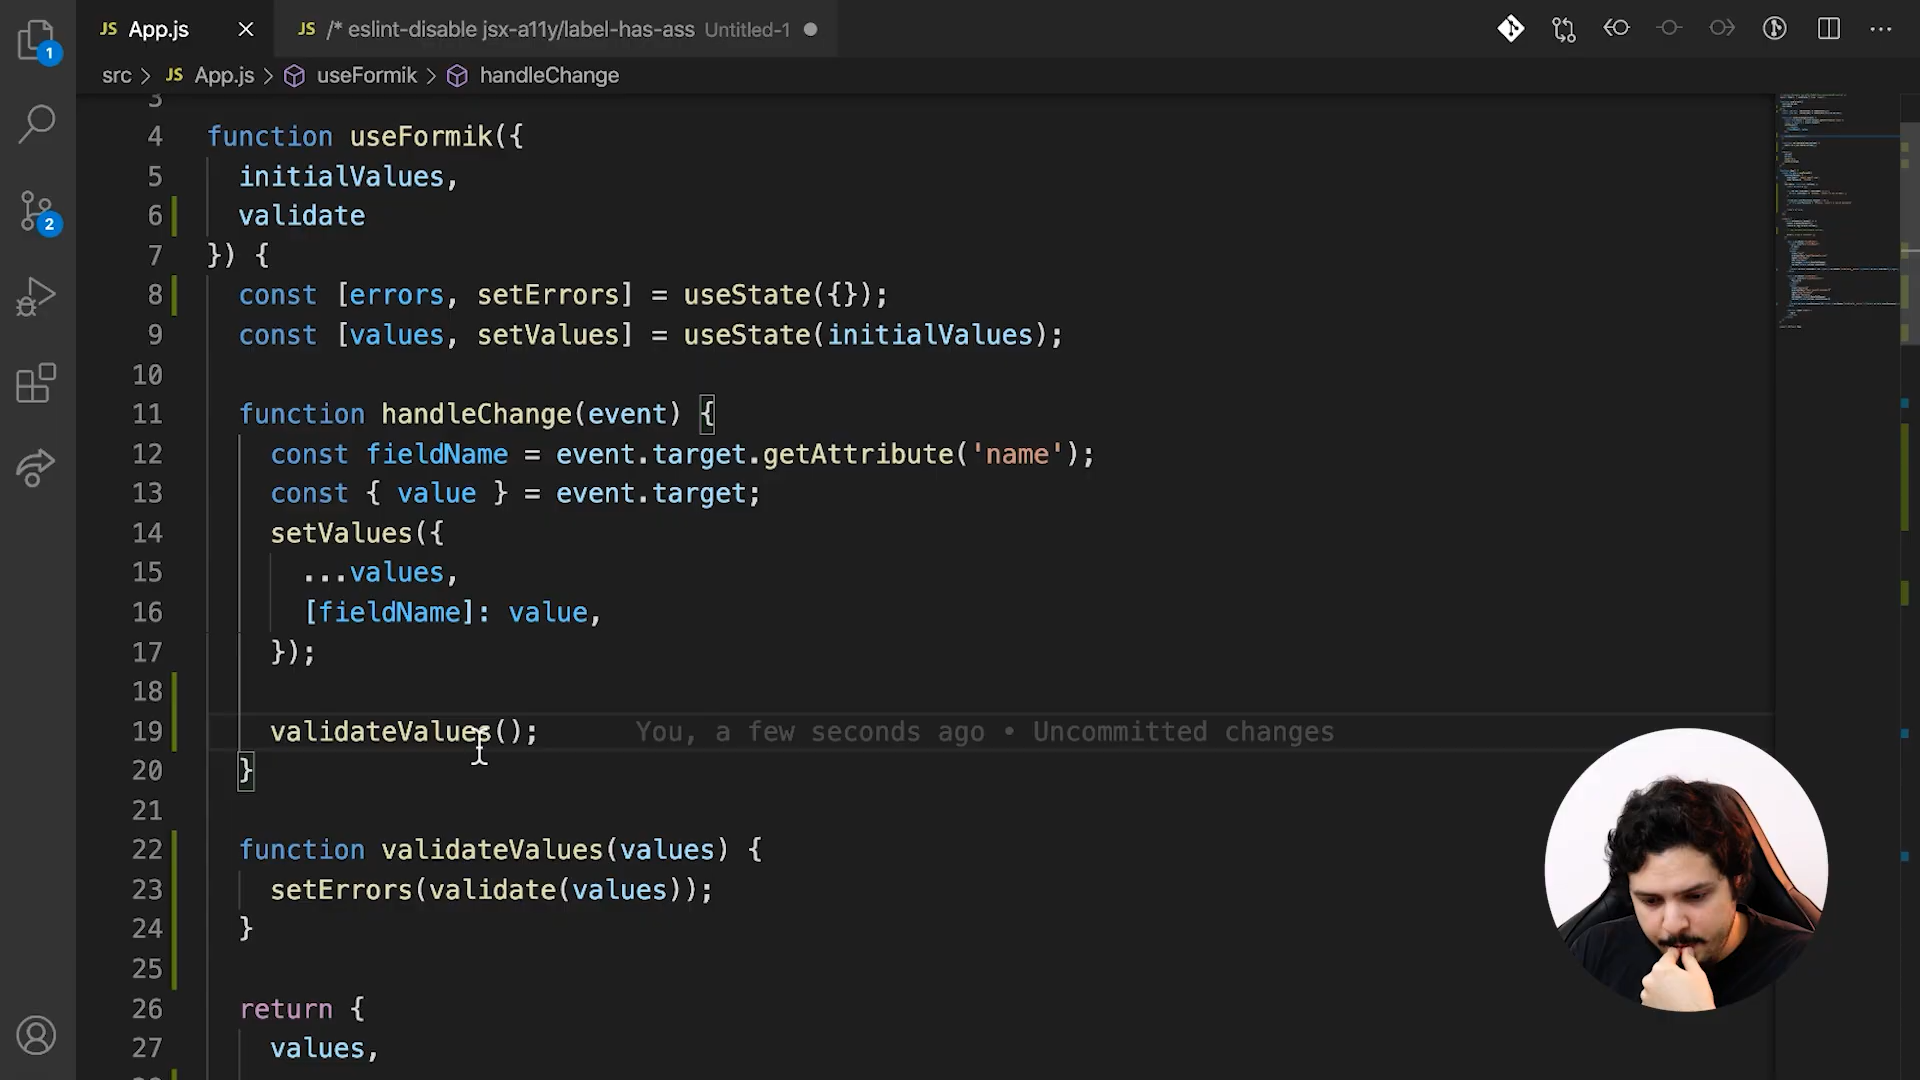 JS App.js × JS /* eslint-disable jsx-a11y/label-has-ass Untitled-1 ●
src > JS App.js > useFormik > handleChange
1
2
3
4 function useFormik({
5 initialValues,
6 validate
7 }) {
8 const [errors, setErrors] = useState({});
9 const [values, setValues] = useState(initialValues);
10
11 function handleChange(event) {
12 const fieldName = event.target.getAttribute('name');
13 const { value } = event.target;
14 setValues({
15 ...values,
16 [fieldName]: value,
17 });
18
19 validateValues(); You, a few seconds ago • Uncommitted changes
20 }
21
22 function validateValues(values) {
23 setErrors(validate(values));
24 }
25
26 return {
27 values,